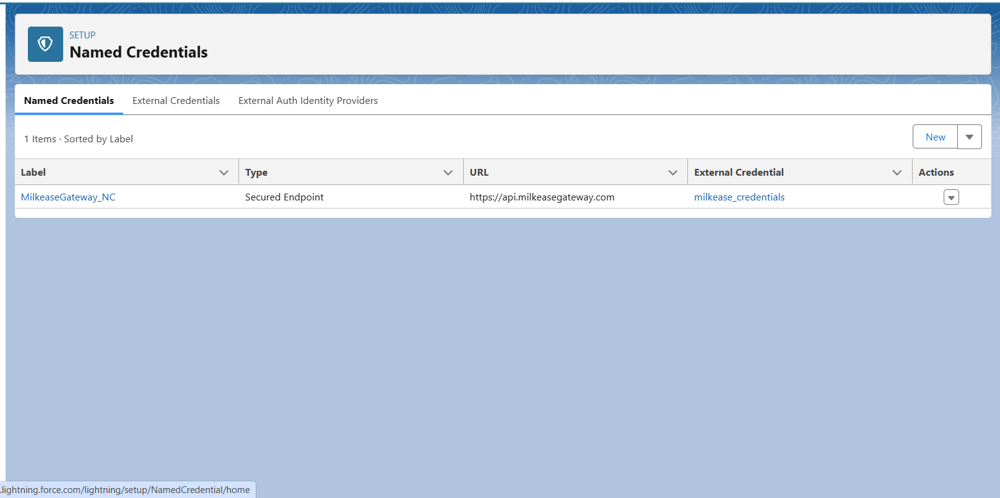 SETUP
Named Credentials
Named Credentials External Credentials External Auth Identity Providers
1 Items · Sorted by Label
New
Label Type URL External Credential Actions
MilkeaseGateway_NC Secured Endpoint https://api.milkeasegateway.com milkease_credentials
.lightning.force.com/lightning/setup/NamedCredential/home